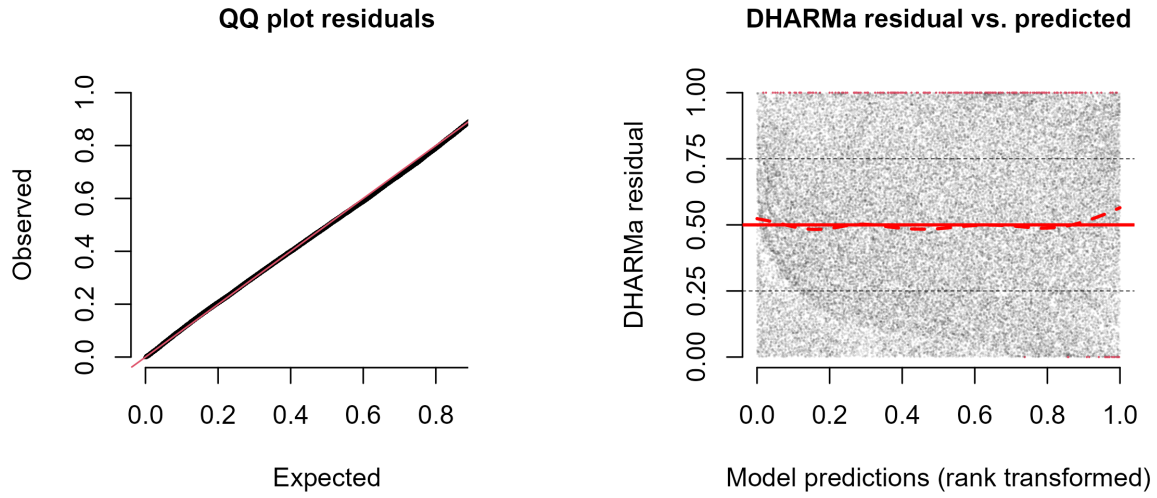 QQ plot residuals
Observed
0.0
0.2
0.4
0.6
0.8
1.0
0.0 0.2 0.4 0.6 0.8
Expected
DHARMa residual vs. predicted
DHARMa residual
0.00
0.25
0.50
0.75
1.00
0.0 0.2 0.4 0.6 0.8 1.0
Model predictions (rank transformed)